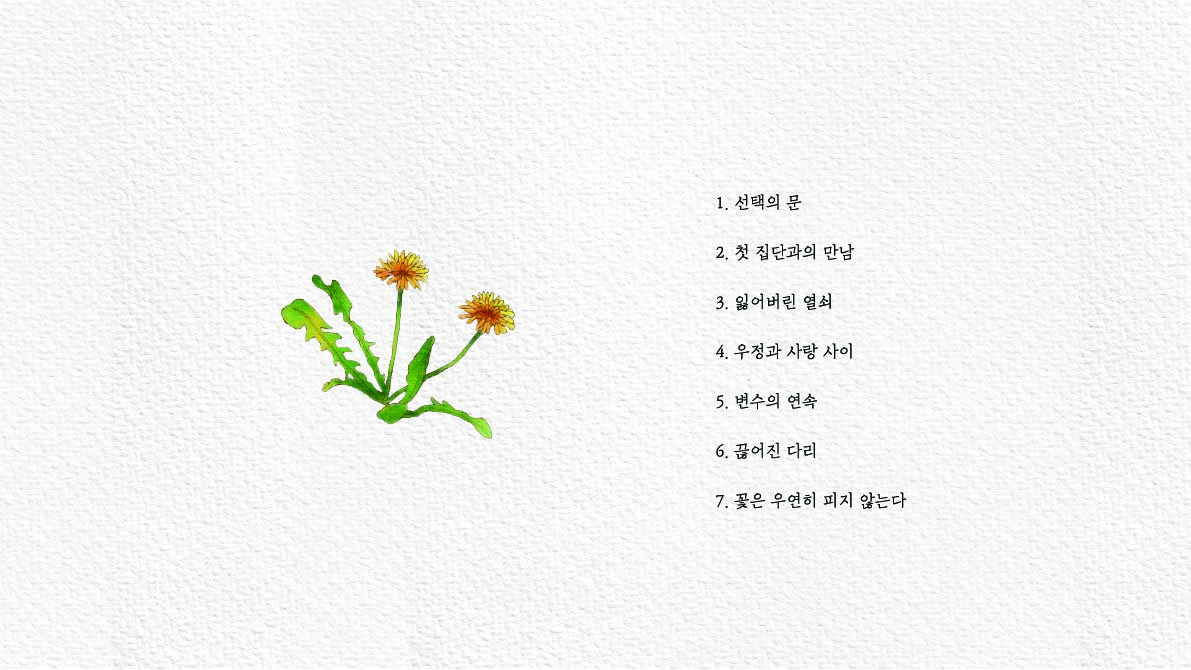 1. 선택의 문
2. 첫 집단과의 만남
3. 잃어버린 열쇠
4. 우정과 사랑 사이
5. 변수의 연속
6. 끊어진 다리
7. 꽃은 우연히 피지 않는다